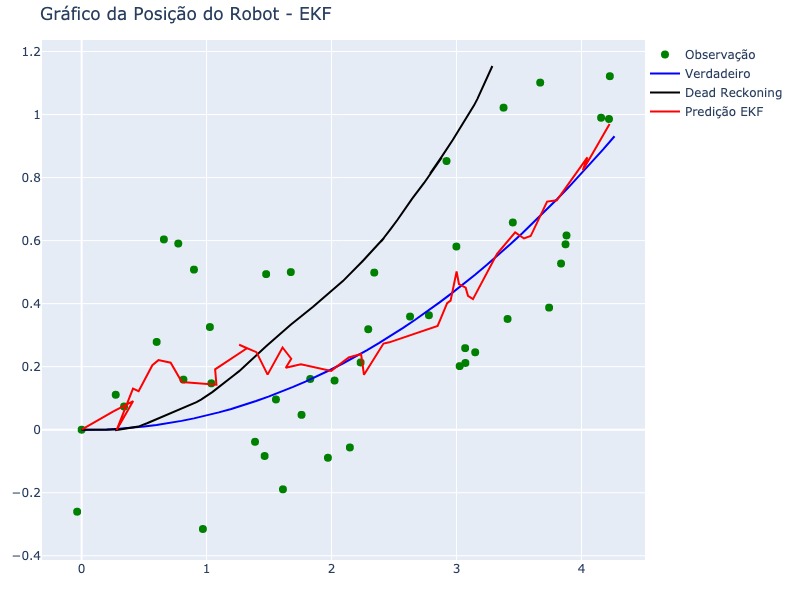 Gráfico da Posição do Robot - EKF
Observação
Verdadeiro
Dead Reckoning
Predição EKF
1.2
1
0.8
0.6
0.4
0.2
0
−0.2
−0.4
0 1 2 3 4